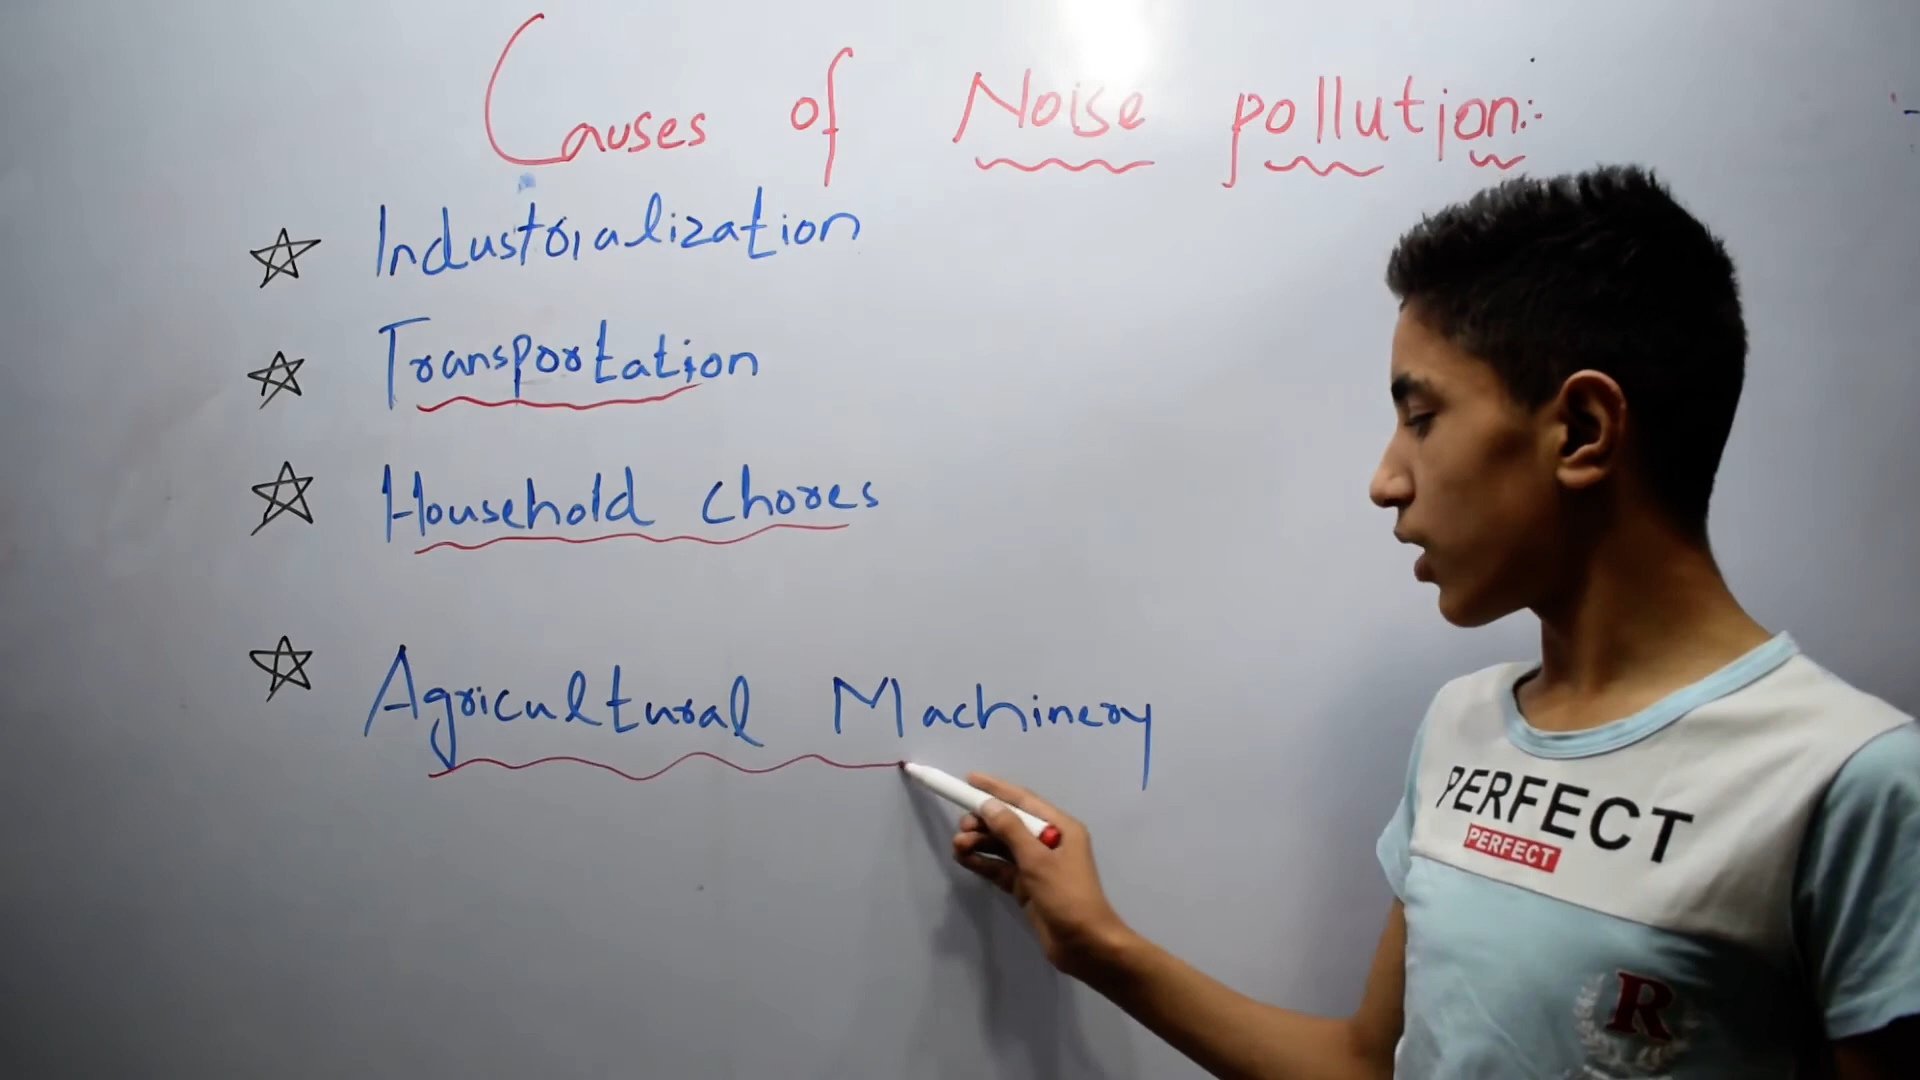 Causes of Noise pollution:-
Industrialization
Transportation
Household chores
Agricultural Machinery
PERFECT
PERFECT
R